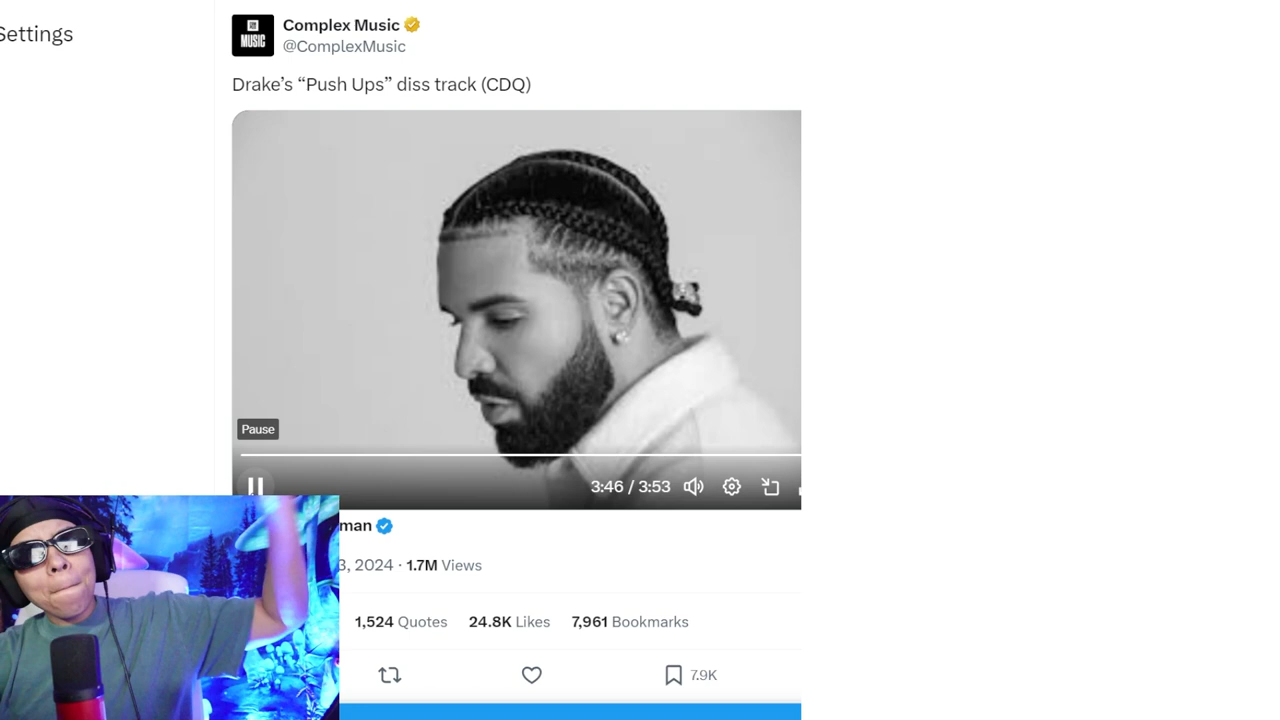 Settings
MUSIC
Complex Music
@ComplexMusic
Drake's “Push Ups” diss track (CDQ)
Pause
3:46 / 3:53
man
3, 2024 · 1.7M Views
1,524 Quotes 24.8K Likes 7,961 Bookmarks
7.9K